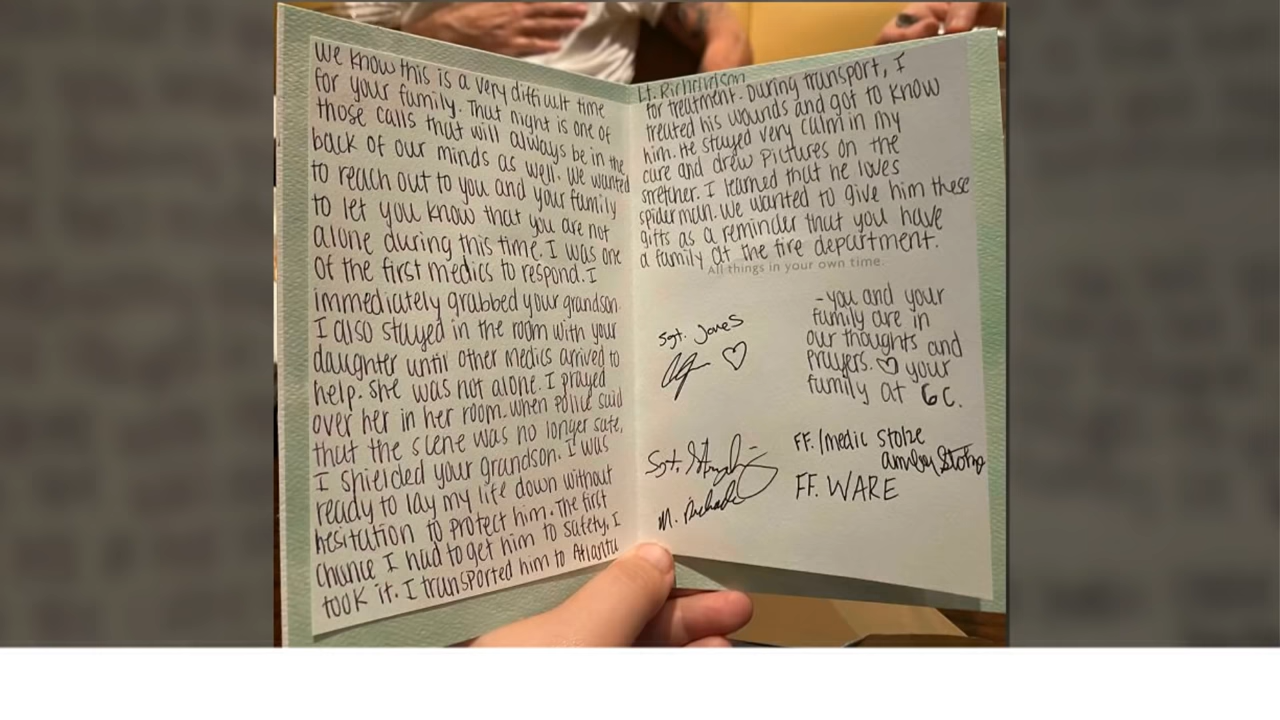 We know this is a very difficult time
for your family. That night is one of
those calls that will always be in the
back of our minds as well. We wanted
to reach out to you and your family
to let you know that you are not
alone during this time. I was one
of the first medics to respond. I
immediately grabbed your grandson
I also stayed in the room with your
daughter until other medics arrived to
help. She was not alone. I prayed
over her in her room. When Police said
that the scene was no longer safe,
I shielded your grandson. I was
ready to lay my life down without
hesitation to protect him. The first
chance I had to get him to safety, I
took it. I transported him to Atlanta
Lt. Richardson
for treatment. During transport, I
treated his wounds and got to know
him. He stayed very calm in my
care and drew pictures on the
stretcher. I learned that he loves
spiderman. We wanted to give him these
gifts as a reminder that you have
a family at the fire department.
All things in your own time.
-you and your
family are in
our thoughts and
prayers. ♡ your
family at 6C.
Sgt. Jones
♡
Sgt.
M.
FF./medic Stolze
FF. WARE